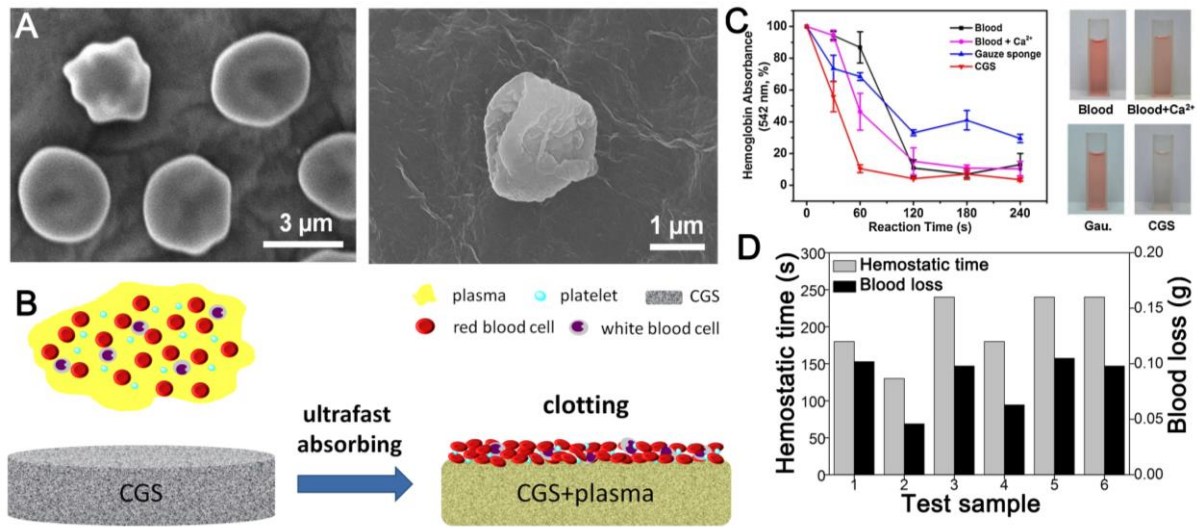 A
3 μm
1 μm
B
plasma
platelet
CGS
red blood cell
white blood cell
ultrafast
absorbing
clotting
CGS
CGS+plasma
C
Hemoglobin Absorbance
(542 nm, %)
100
80
60
40
20
0
Blood
Blood + Ca²⁺
Gauze sponge
CGS
0 60 120 180 240
Reaction Time (s)
Blood
Blood+Ca²⁺
Gau.
CGS
D
Hemostatic time (s)
300
250
200
150
100
50
0
Hemostatic time
Blood loss
0.20
0.16
0.10
0.05
0.00
Blood loss (g)
1 2 3 4 5 6
Test sample